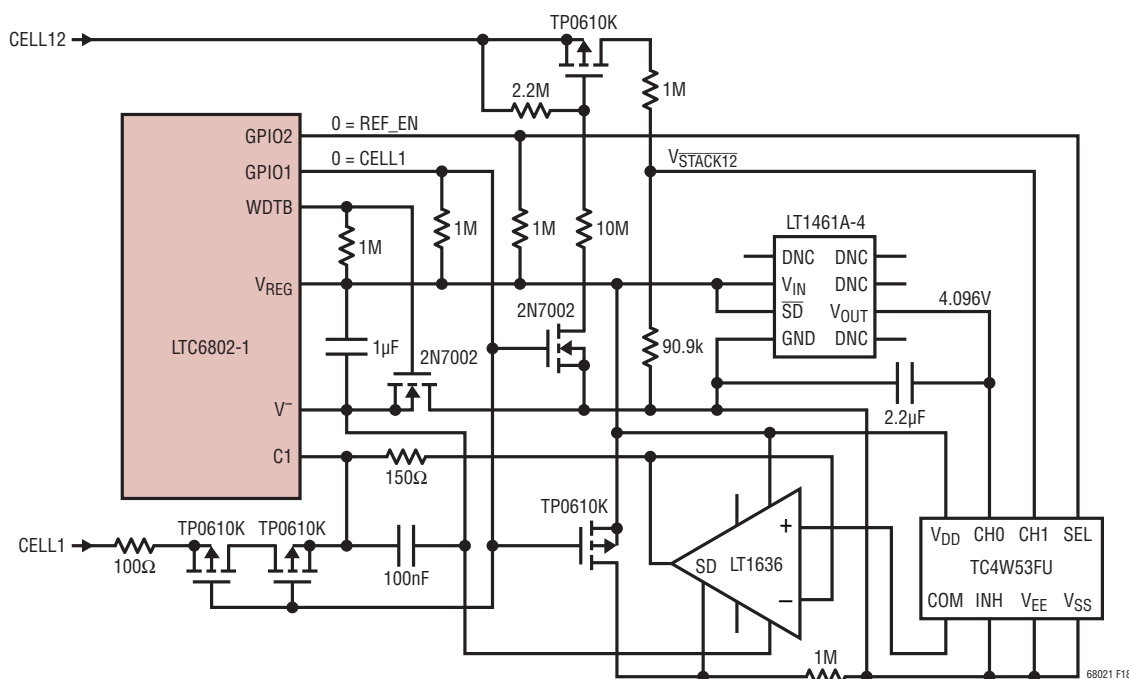 TP0610K
CELL12
2.2M
1M
GPIO2
0 = REF_EN
GPIO1
0 = CELL1
VSTACK12
WDTB
1M
1M
1M
10M
LT1461A-4
DNC DNC
VREG
VIN DNC
SD VOUT
4.096V
GND DNC
2N7002
LTC6802-1
1µF
2N7002
90.9k
V–
2.2µF
C1
150Ω
TP0610K
CELL1
100Ω
TP0610K TP0610K
100nF
+
SD LT1636
–
VDD CH0 CH1 SEL
TC4W53FU
COM INH VEE VSS
1M
68021 F18